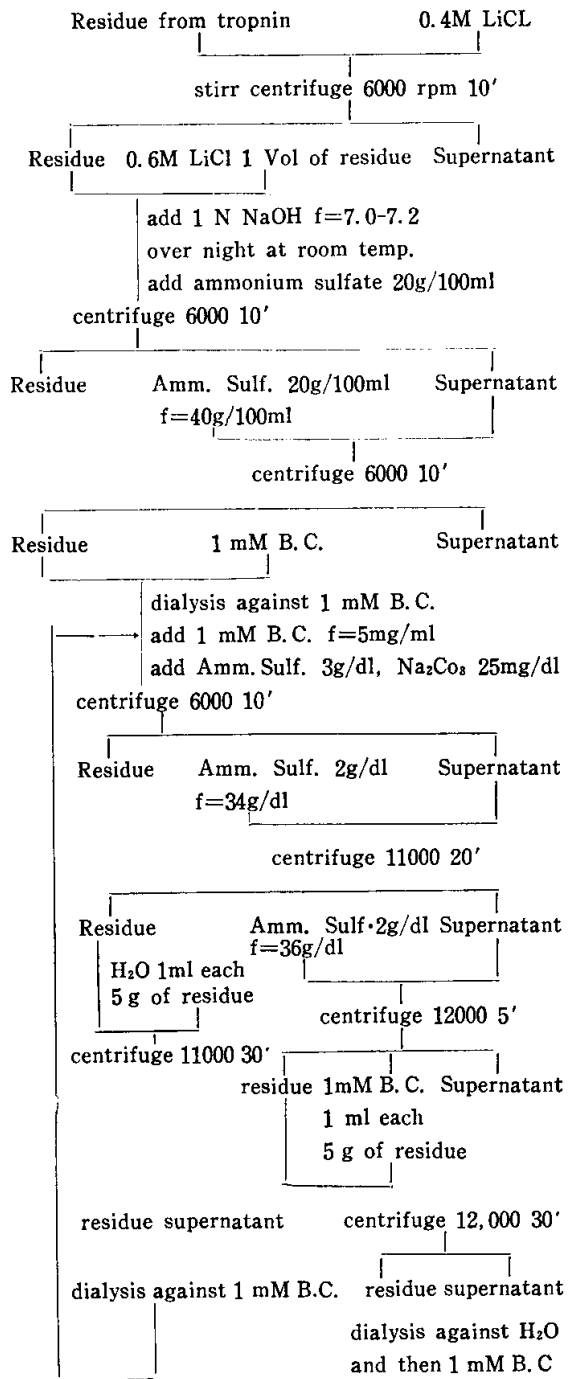 Residue from tropnin 0.4M LiCL
stirr centrifuge 6000 rpm 10′
Residue 0.6M LiCl 1 Vol of residue Supernatant
add 1 N NaOH f=7.0-7.2
over night at room temp.
add ammonium sulfate 20g/100ml
centrifuge 6000 10′
Residue Amm. Sulf. 20g/100ml Supernatant
f=40g/100ml
centrifuge 6000 10′
Residue 1 mM B.C. Supernatant
dialysis against 1 mM B.C.
add 1 mM B.C. f=5mg/ml
add Amm. Sulf. 3g/dl, Na₂Co₈ 25mg/dl
centrifuge 6000 10′
Residue Amm. Sulf. 2g/dl Supernatant
f=34g/dl
centrifuge 11000 20′
Residue Amm. Sulf·2g/dl Supernatant
f=36g/dl
H₂O 1ml each
5 g of residue
centrifuge 12000 5′
centrifuge 11000 30′
residue 1mM B.C. Supernatant
1 ml each
5 g of residue
residue supernatant centrifuge 12,000 30′
dialysis against 1 mM B.C. residue supernatant
dialysis against H₂O
and then 1 mM B.C